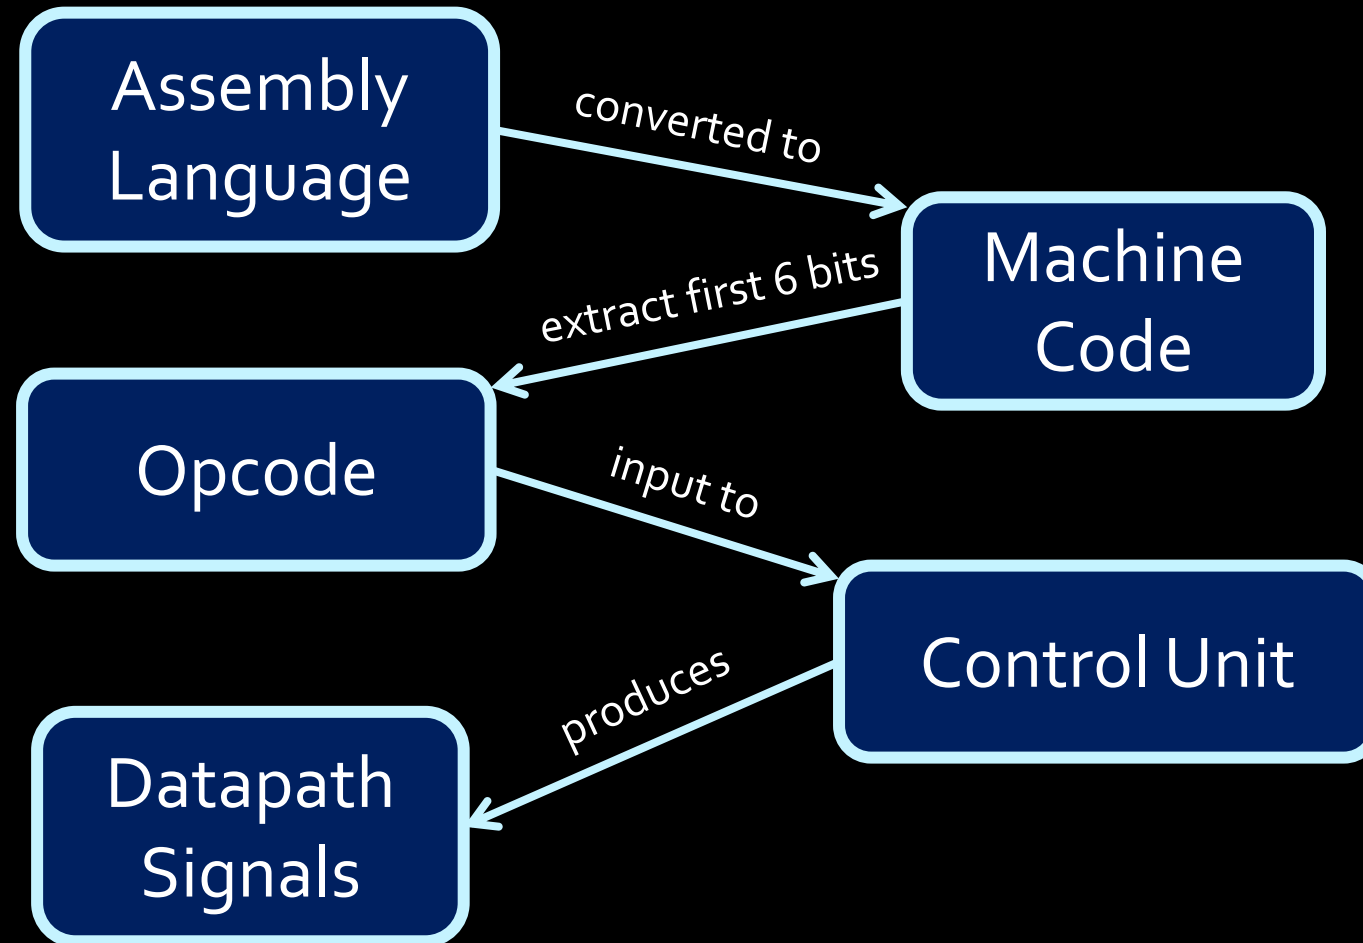 Assembly
Language
converted to
Machine
Code
extract first 6 bits
Opcode
input to
Control Unit
produces
Datapath
Signals